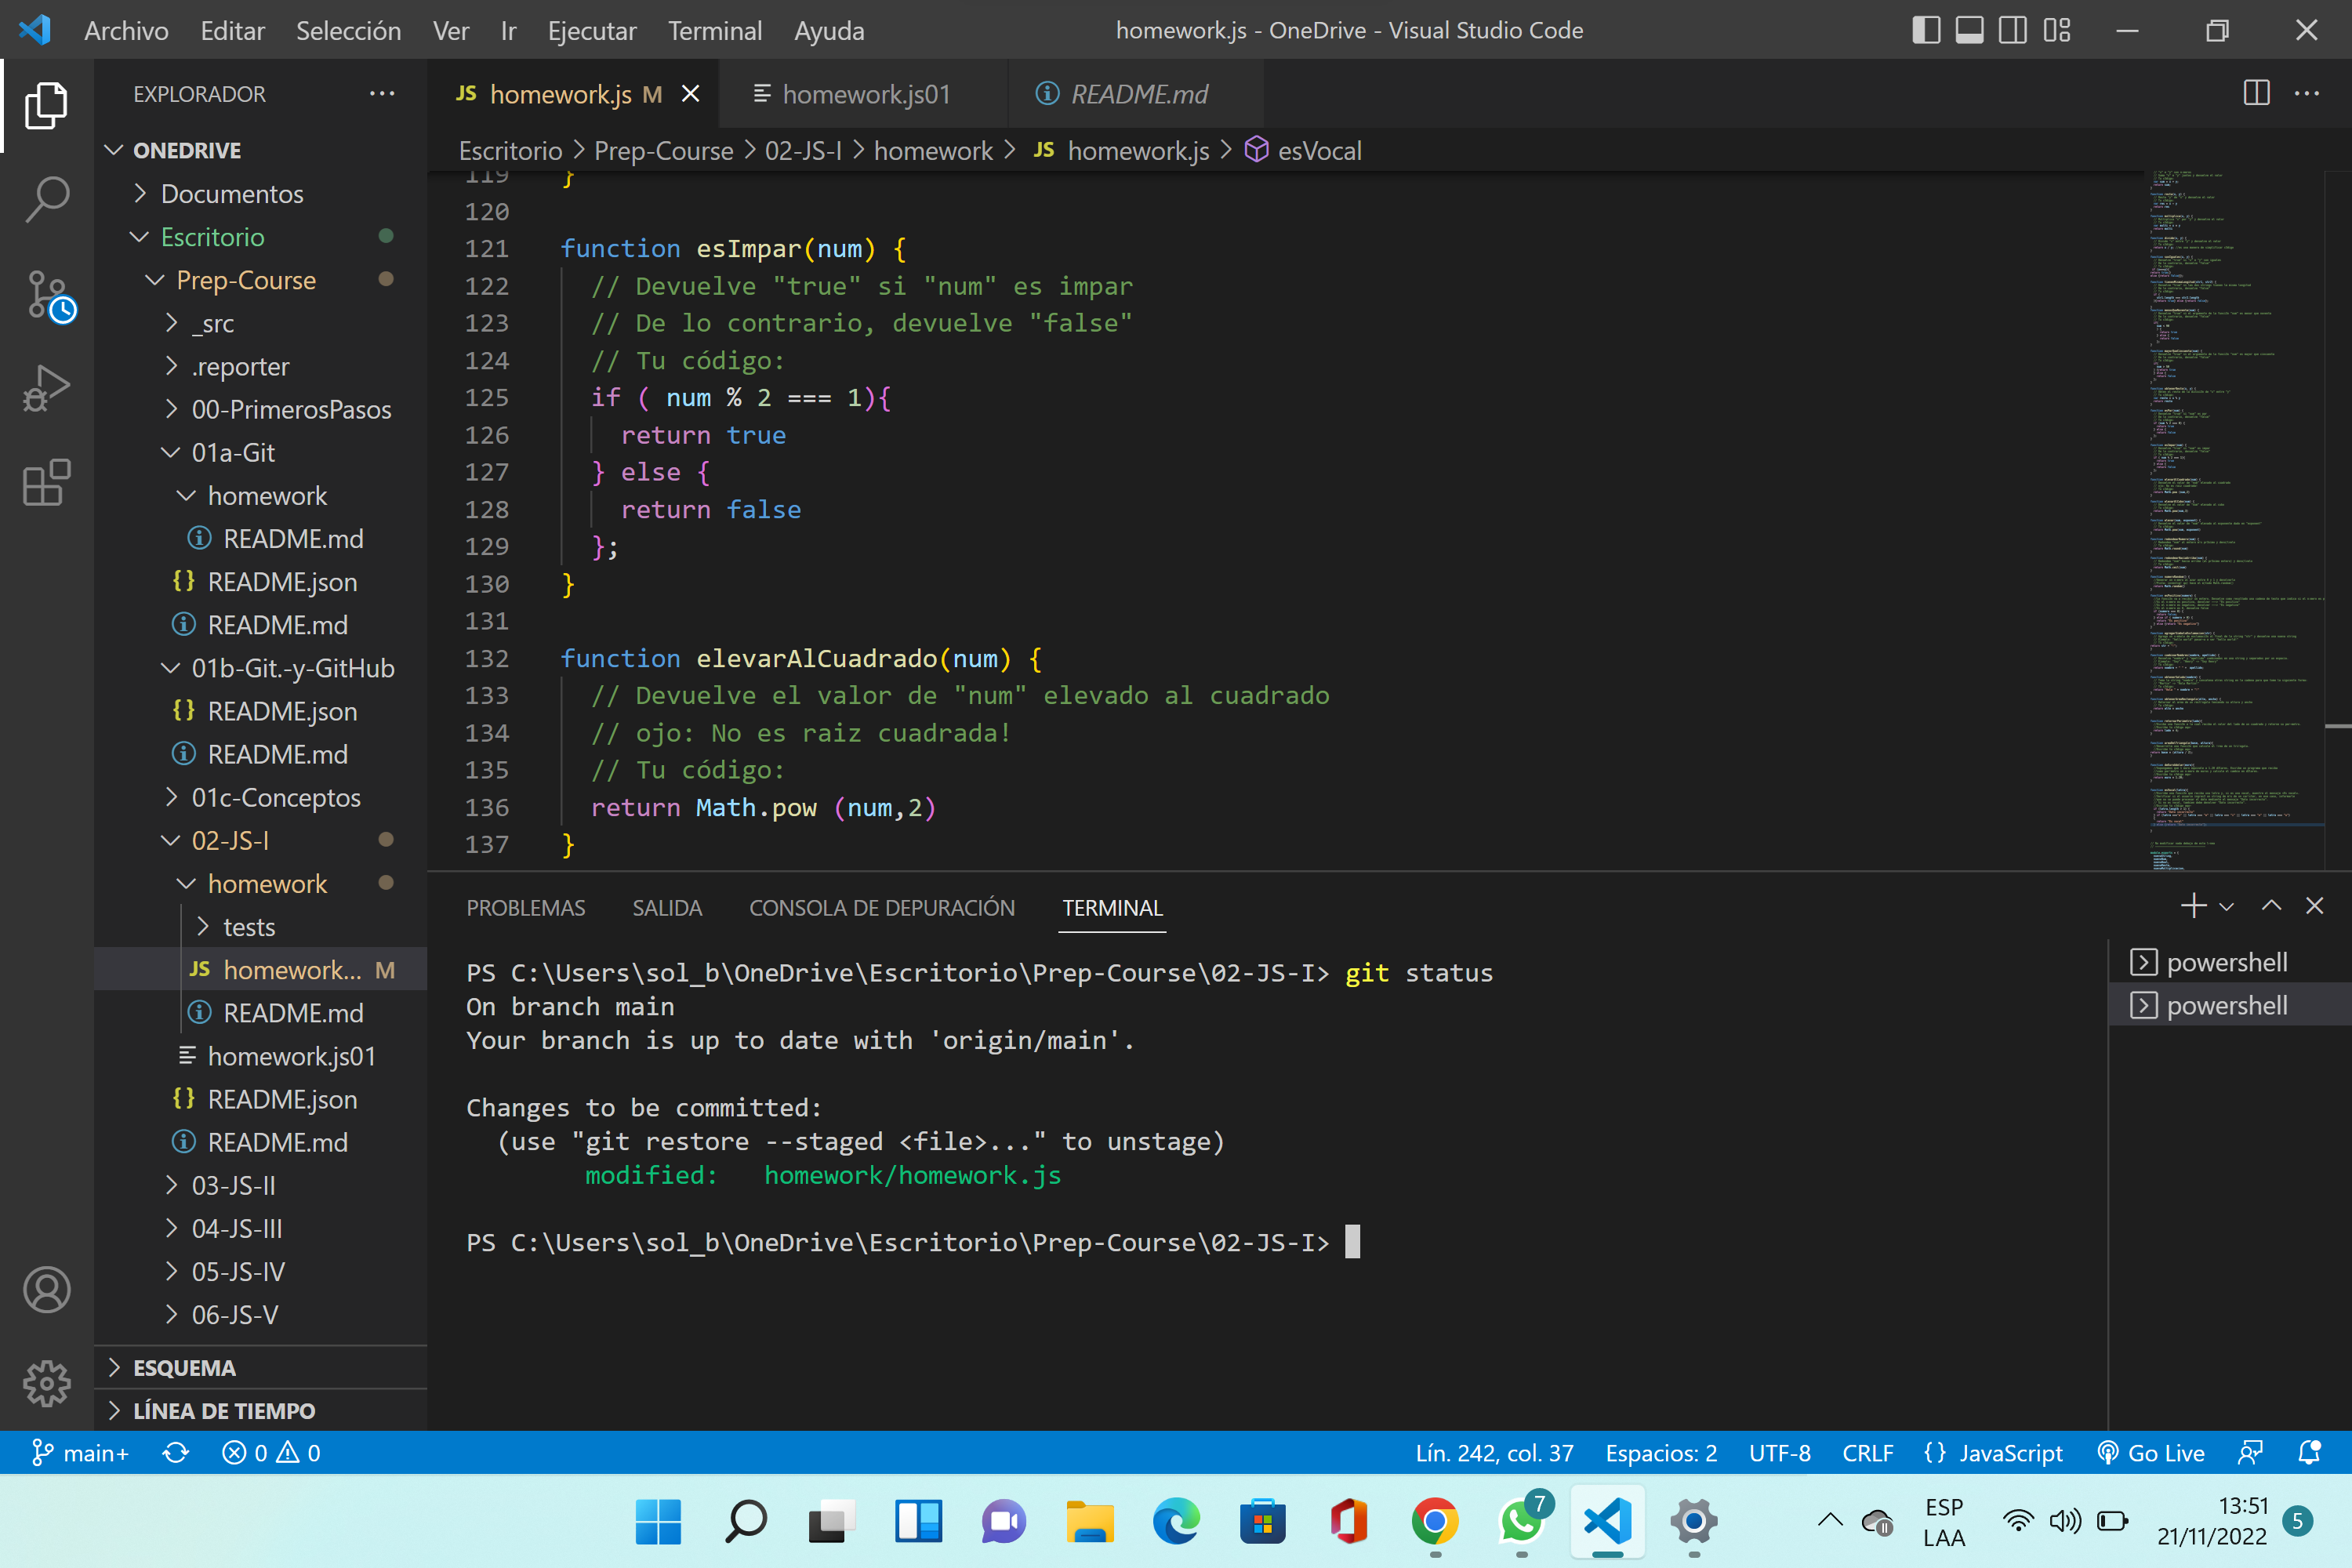 Archivo Editar Selección Ver Ir Ejecutar Terminal Ayuda
homework.js - OneDrive - Visual Studio Code
EXPLORADOR
ONEDRIVE
Documentos
Escritorio
Prep-Course
_src
.reporter
00-PrimerosPasos
01a-Git
homework
README.md
README.json
README.md
01b-Git.-y-GitHub
README.json
README.md
01c-Conceptos
02-JS-I
homework
tests
JS homework... M
README.md
homework.js01
README.json
README.md
03-JS-II
04-JS-III
05-JS-IV
06-JS-V
ESQUEMA
LÍNEA DE TIEMPO
JS homework.js M
homework.js01
README.md
Escritorio > Prep-Course > 02-JS-I > homework > JS homework.js > esVocal
119 }
120
121 function esImpar(num) {
122 // Devuelve "true" si "num" es impar
123 // De lo contrario, devuelve "false"
124 // Tu código:
125 if ( num % 2 === 1){
126 return true
127 } else {
128 return false
129 };
130 }
131
132 function elevarAlCuadrado(num) {
133 // Devuelve el valor de "num" elevado al cuadrado
134 // ojo: No es raiz cuadrada!
135 // Tu código:
136 return Math.pow (num,2)
137 }
PROBLEMAS SALIDA CONSOLA DE DEPURACIÓN TERMINAL
PS C:\Users\sol_b\OneDrive\Escritorio\Prep-Course\02-JS-I> git status
On branch main
Your branch is up to date with 'origin/main'.
Changes to be committed:
(use "git restore --staged <file>..." to unstage)
modified: homework/homework.js
PS C:\Users\sol_b\OneDrive\Escritorio\Prep-Course\02-JS-I>
powershell
powershell
main+ 0 0
Lín. 242, col. 37 Espacios: 2 UTF-8 CRLF {} JavaScript Go Live
7
ESP
LAA
13:51
21/11/2022
5